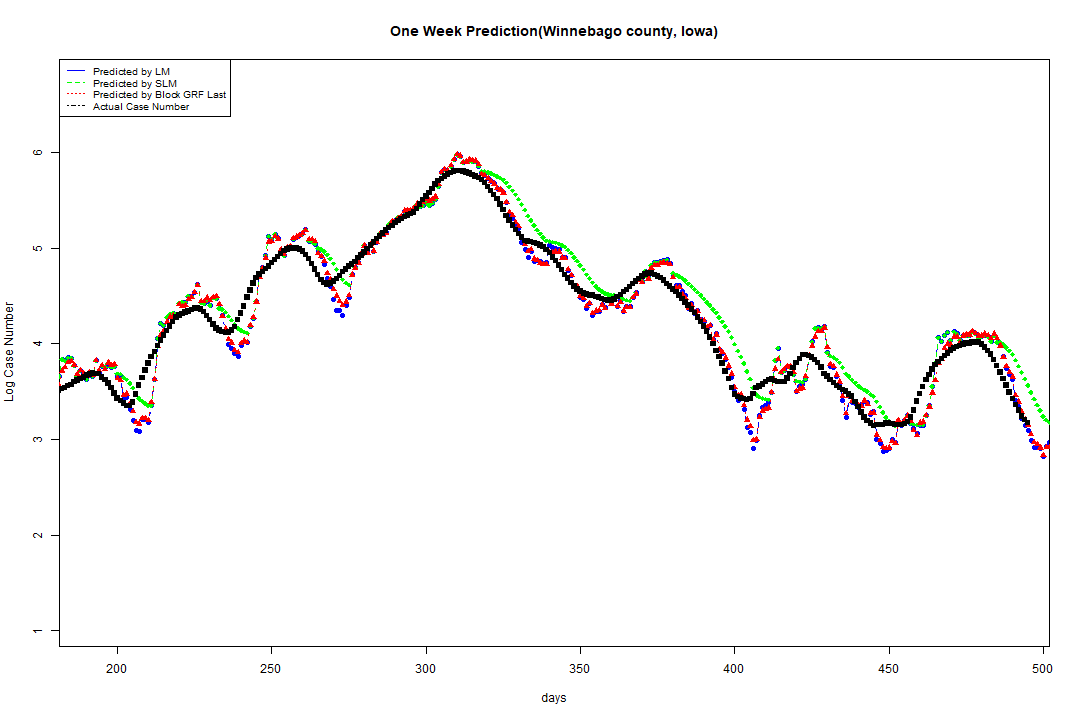 One Week Prediction(Winnebago county, Iowa)
Predicted by LM
Predicted by SLM
Predicted by Block GRF Last
Actual Case Number
Log Case Number
6
5
4
3
2
1
200 250 300 350 400 450 500
days